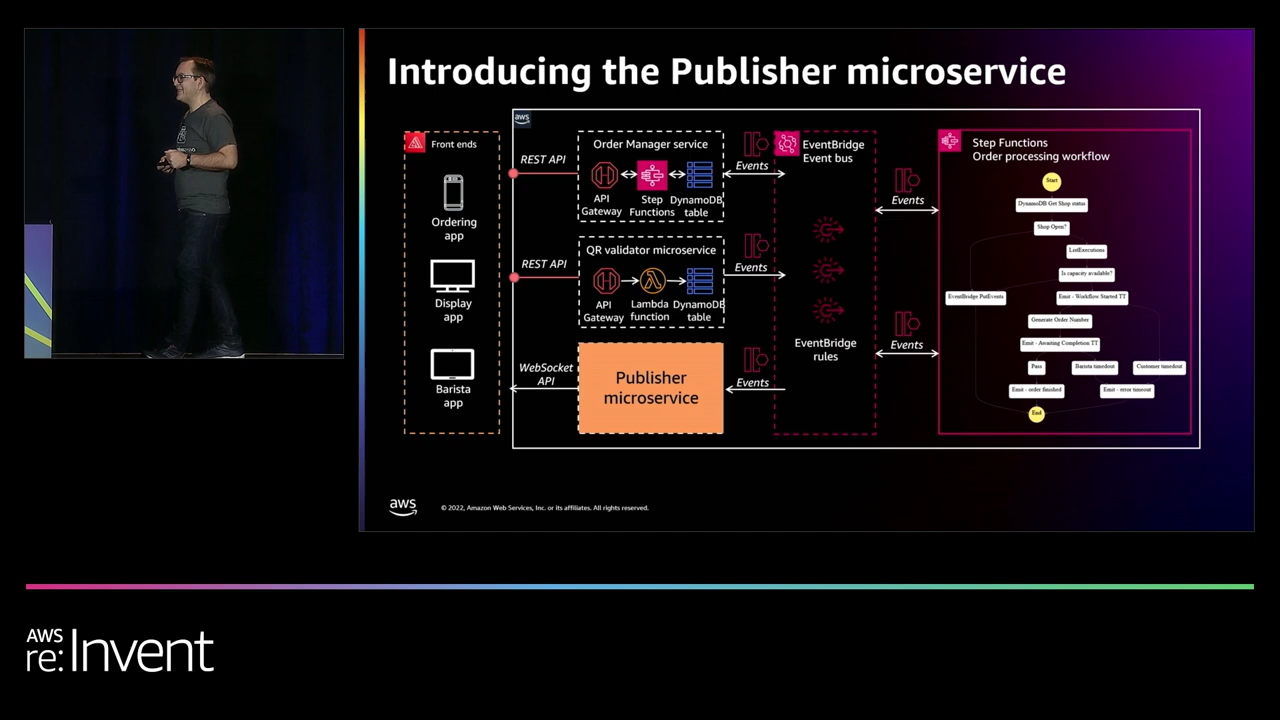 Introducing the Publisher microservice
aws
Front ends
Ordering
app
Display
app
Barista
app
REST API
REST API
WebSocket
API
Order Manager service
API
Gateway
Step
Functions
DynamoDB
table
QR validator microservice
API
Gateway
Lambda
function
DynamoDB
table
Publisher
microservice
Events
Events
Events
EventBridge
Event bus
EventBridge
rules
Events
Events
Step Functions
Order processing workflow
Start
DynamoDB Get Shop status
Shop Open?
ListExecutions
Is capacity available?
EventBridge PutEvents
Emit - Workflow Started TT
Generate Order Number
Emit - Awaiting Completion TT
Pass
Barista timedout
Customer timedout
Emit - order finished
Emit - error timeout
End
aws
© 2022, Amazon Web Services, Inc. or its affiliates. All rights reserved.
AWS
re:Invent